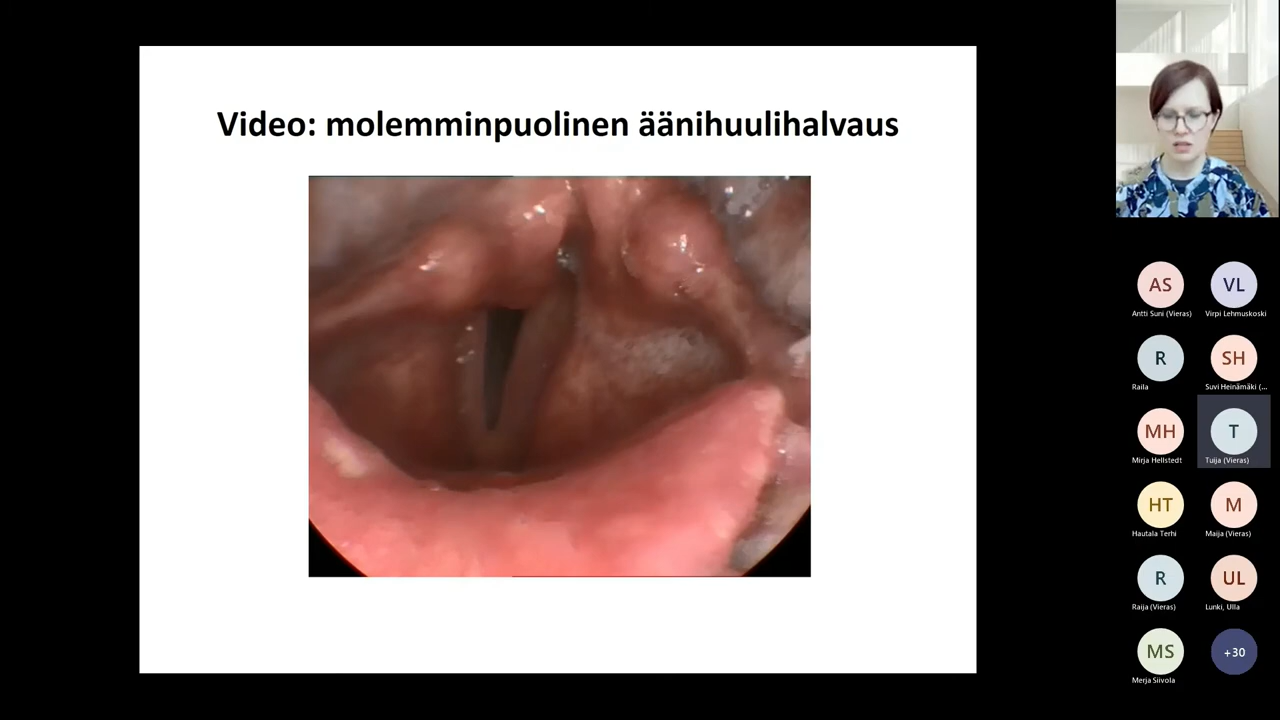 Video: molemminpuolinen äänihuulihalvaus
AS
VL
Antti Suni (Vieras)
Virpi Lehmuskoski
R
SH
Raila
Suvi Heinämäki (...
MH
T
Mirja Hellstedt
Tuija (Vieras)
HT
M
Hautala Terhi
Maija (Vieras)
R
UL
Raija (Vieras)
Lunki, Ulla
MS
+30
Merja Siivola